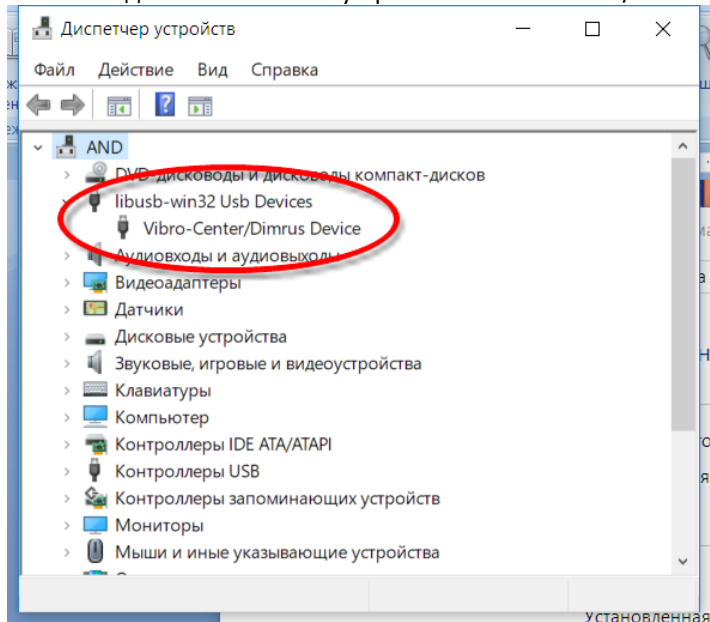 Диспетчер устройств
Файл Действие Вид Справка
AND
DVD-дисководы и дисководы компакт-дисков
libusb-win32 Usb Devices
Vibro-Center/Dimrus Device
Аудиовходы и аудиовыходы
Видеоадаптеры
Датчики
Дисковые устройства
Звуковые, игровые и видеоустройства
Клавиатуры
Компьютер
Контроллеры IDE ATA/ATAPI
Контроллеры USB
Контроллеры запоминающих устройств
Мониторы
Мыши и иные указывающие устройства
Установленная